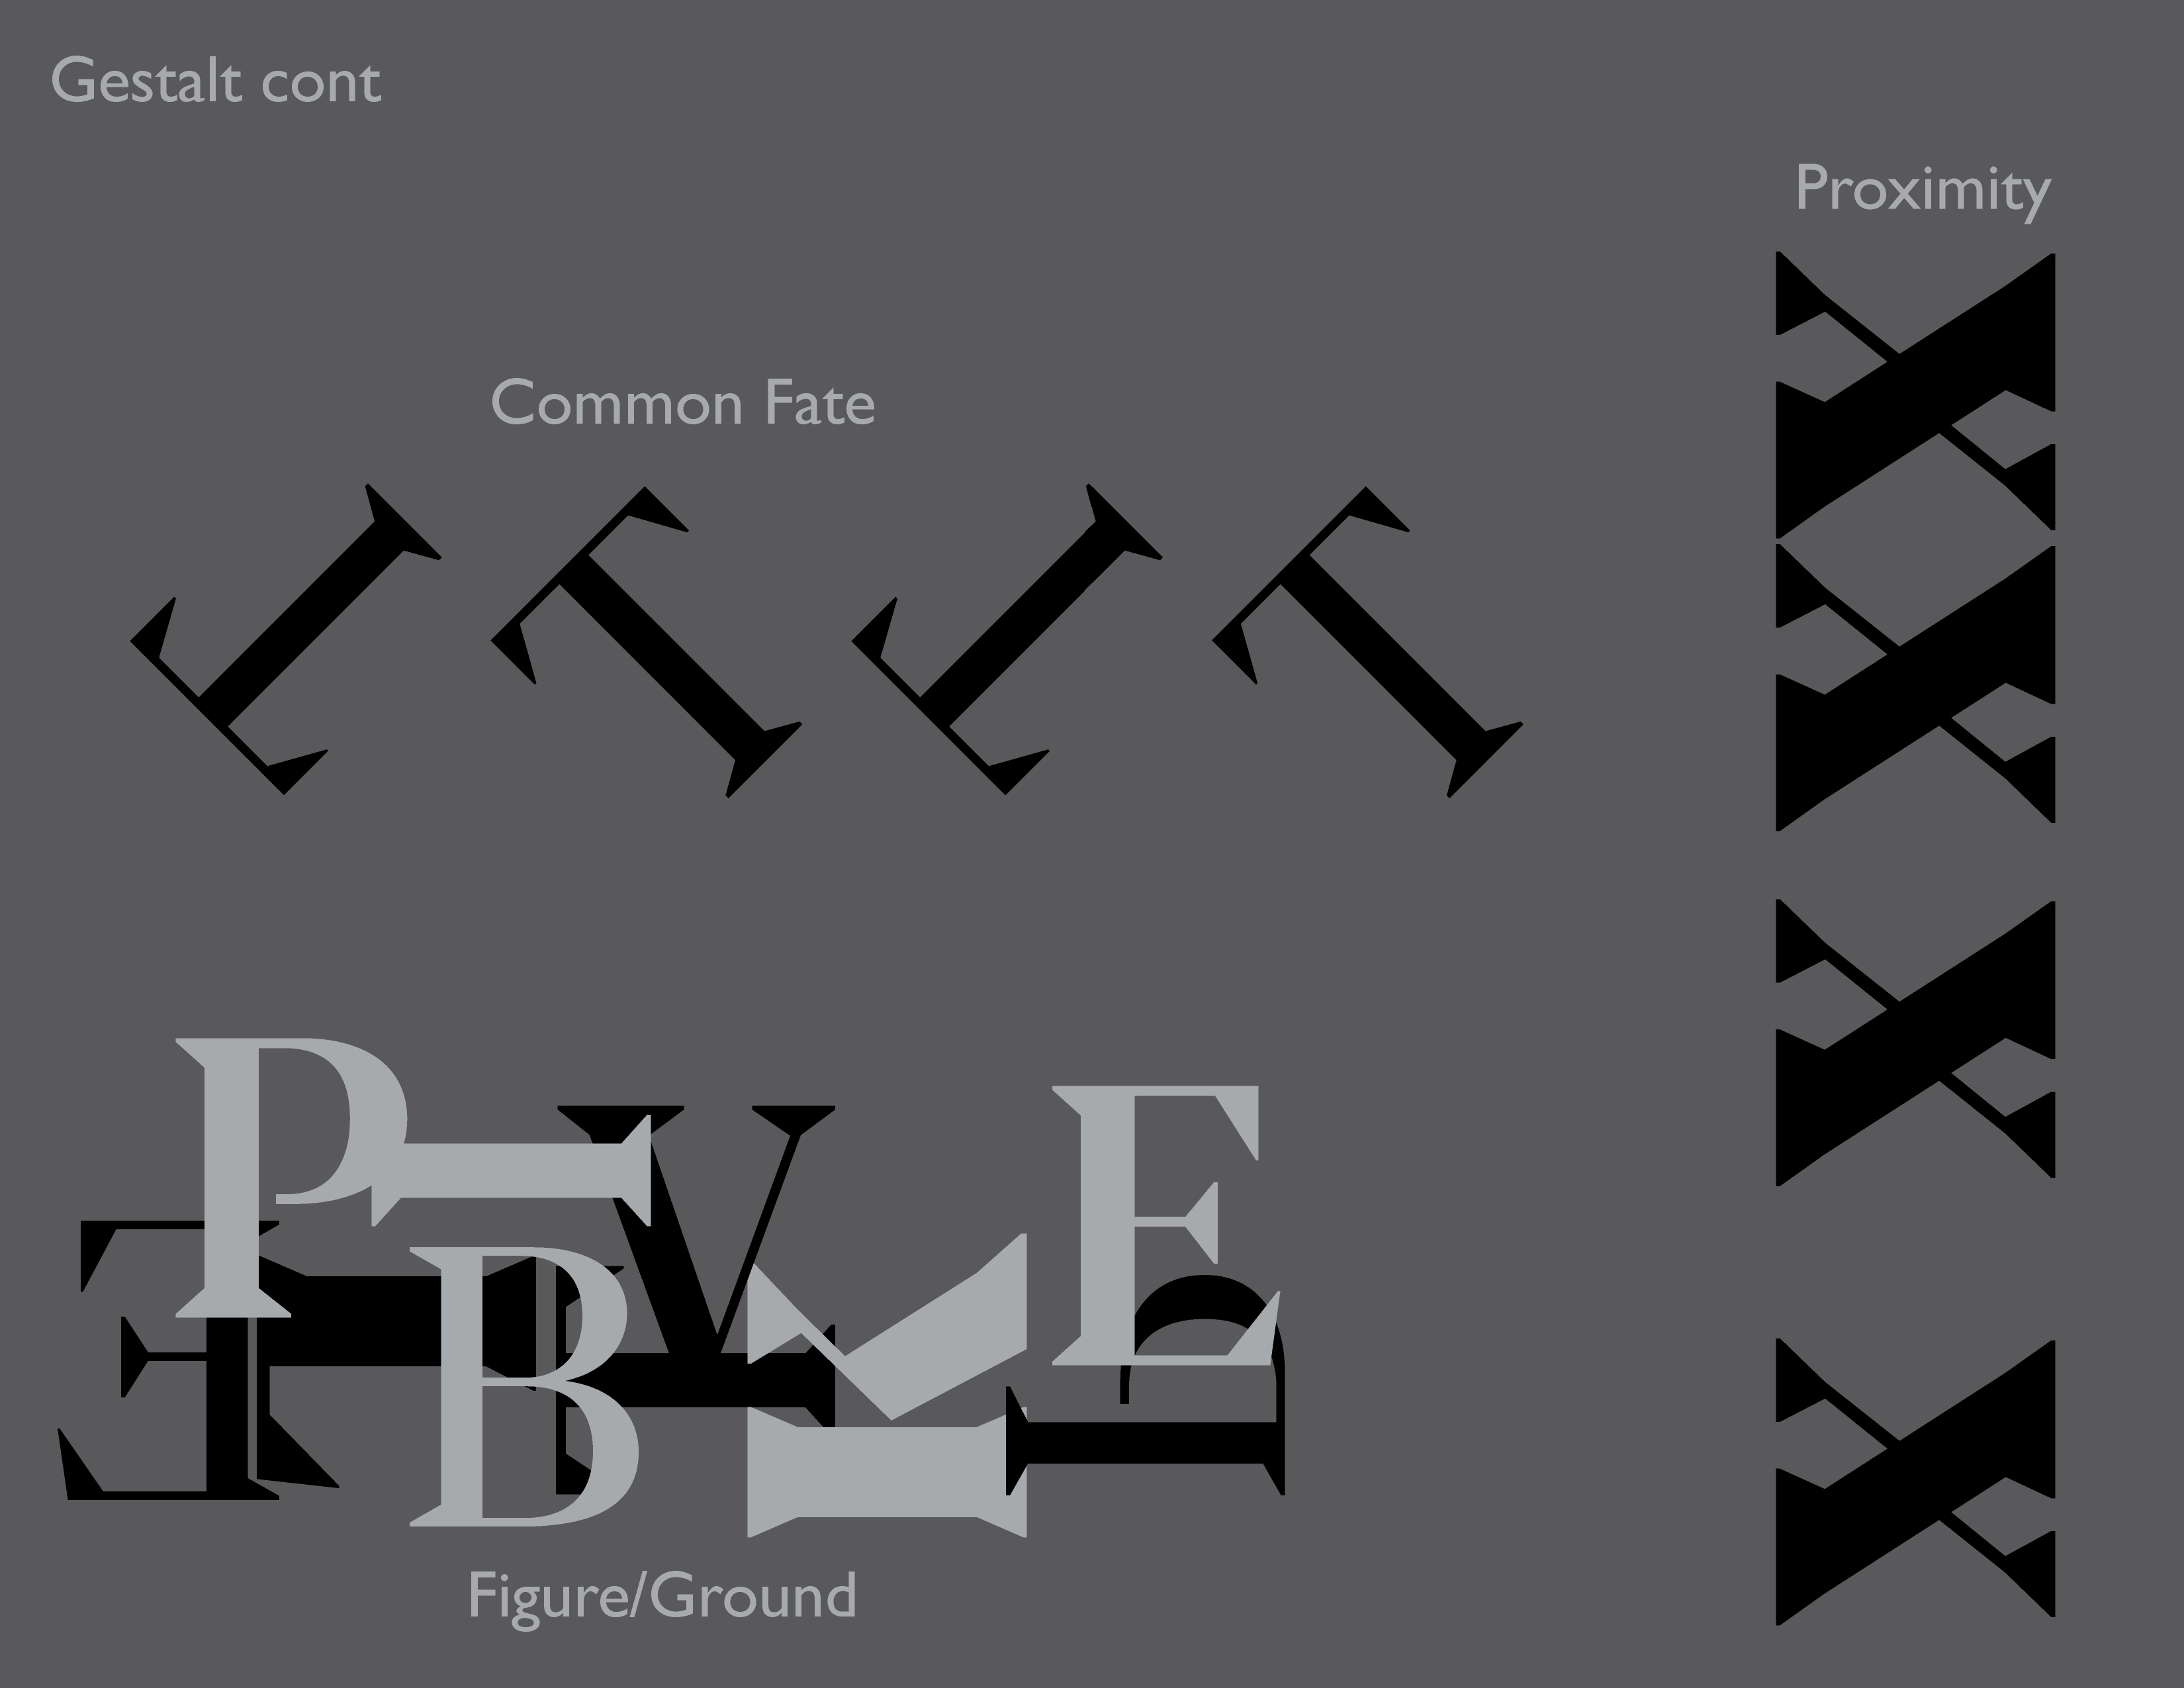 Gestalt cont
Proximity
Common Fate
T T T T
X
X
X
X
P V E
B
Figure/Ground